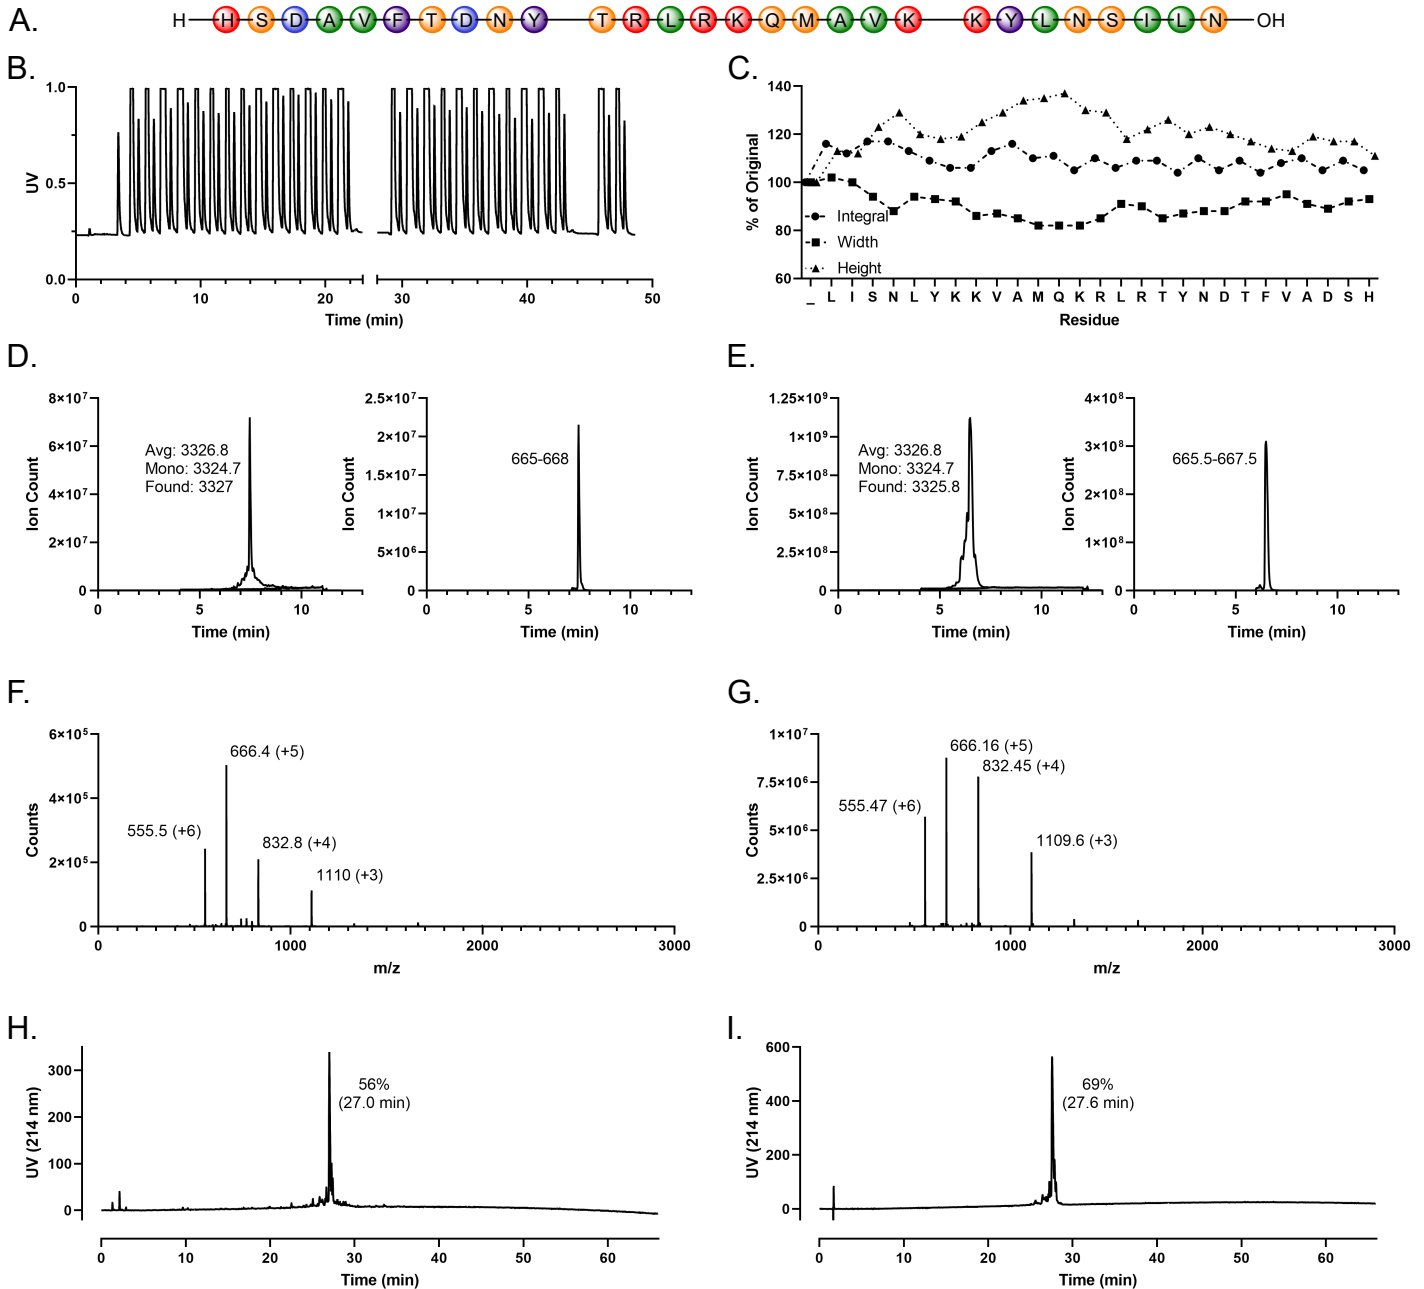 A.
H H S D A V F T D N Y T R L R K Q M A V K K Y L N S I L N OH
B.
1.0
0.5
0.0
UV
0 10 20 30 40 50
Time (min)
C.
140
120
100
80
60
% of Original
Integral
Width
Height
_ L I S N L Y K K V A M Q K R L R T Y N D T F V A D S H
Residue
D.
8×10⁷
6×10⁷
4×10⁷
2×10⁷
0
Ion Count
Avg: 3326.8
Mono: 3324.7
Found: 3327
0 5 10
Time (min)
2.5×10⁷
2×10⁷
1.5×10⁷
1×10⁷
5×10⁶
0
Ion Count
665-668
0 5 10
Time (min)
E.
1.25×10⁹
1×10⁹
7.5×10⁸
5×10⁸
2.5×10⁸
0
Ion Count
Avg: 3326.8
Mono: 3324.7
Found: 3325.8
0 5 10
Time (min)
4×10⁸
3×10⁸
2×10⁸
1×10⁸
0
Ion Count
665.5-667.5
0 5 10
Time (min)
F.
6×10⁵
4×10⁵
2×10⁵
0
Counts
666.4 (+5)
555.5 (+6)
832.8 (+4)
1110 (+3)
0 1000 2000 3000
m/z
G.
1×10⁷
7.5×10⁶
5×10⁶
2.5×10⁶
0
Counts
666.16 (+5)
832.45 (+4)
555.47 (+6)
1109.6 (+3)
0 1000 2000 3000
m/z
H.
300
200
100
0
UV (214 nm)
56%
(27.0 min)
0 10 20 30 40 50 60
Time (min)
I.
600
400
200
0
UV (214 nm)
69%
(27.6 min)
0 10 20 30 40 50 60
Time (min)